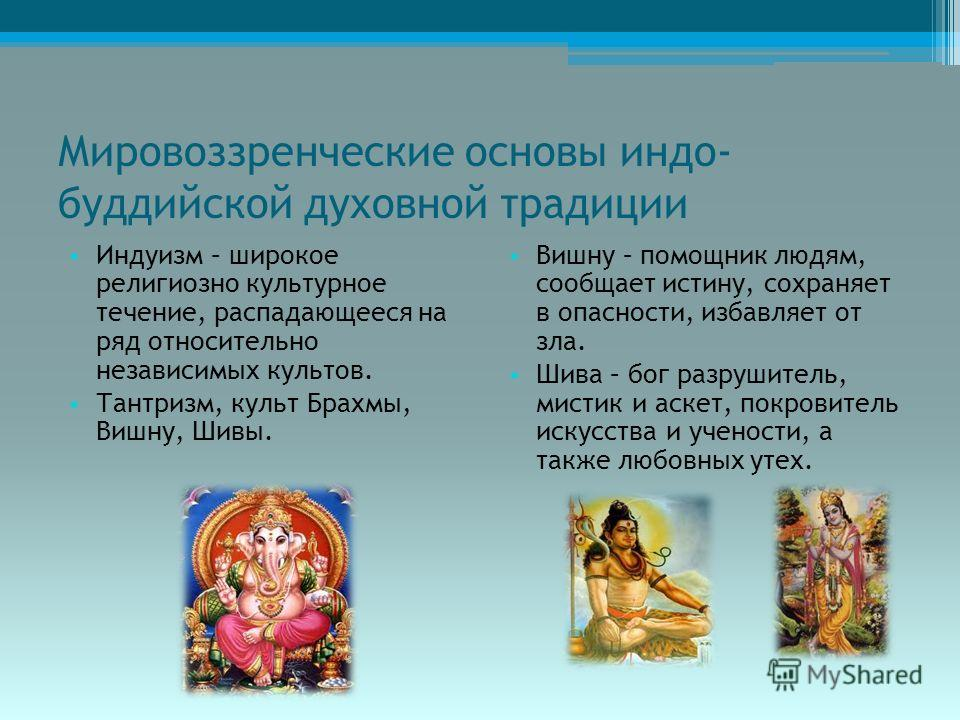 Мировоззренческие основы индо-
буддийской духовной традиции
• Индуизм – широкое
религиозно культурное
течение, распадающееся на
ряд относительно
независимых культов.
• Тантризм, культ Брахмы,
Вишну, Шивы.
• Вишну – помощник людям,
сообщает истину, сохраняет
в опасности, избавляет от
зла.
• Шива – бог разрушитель,
мистик и аскет, покровитель
искусства и учености, а
также любовных утех.
MyShared